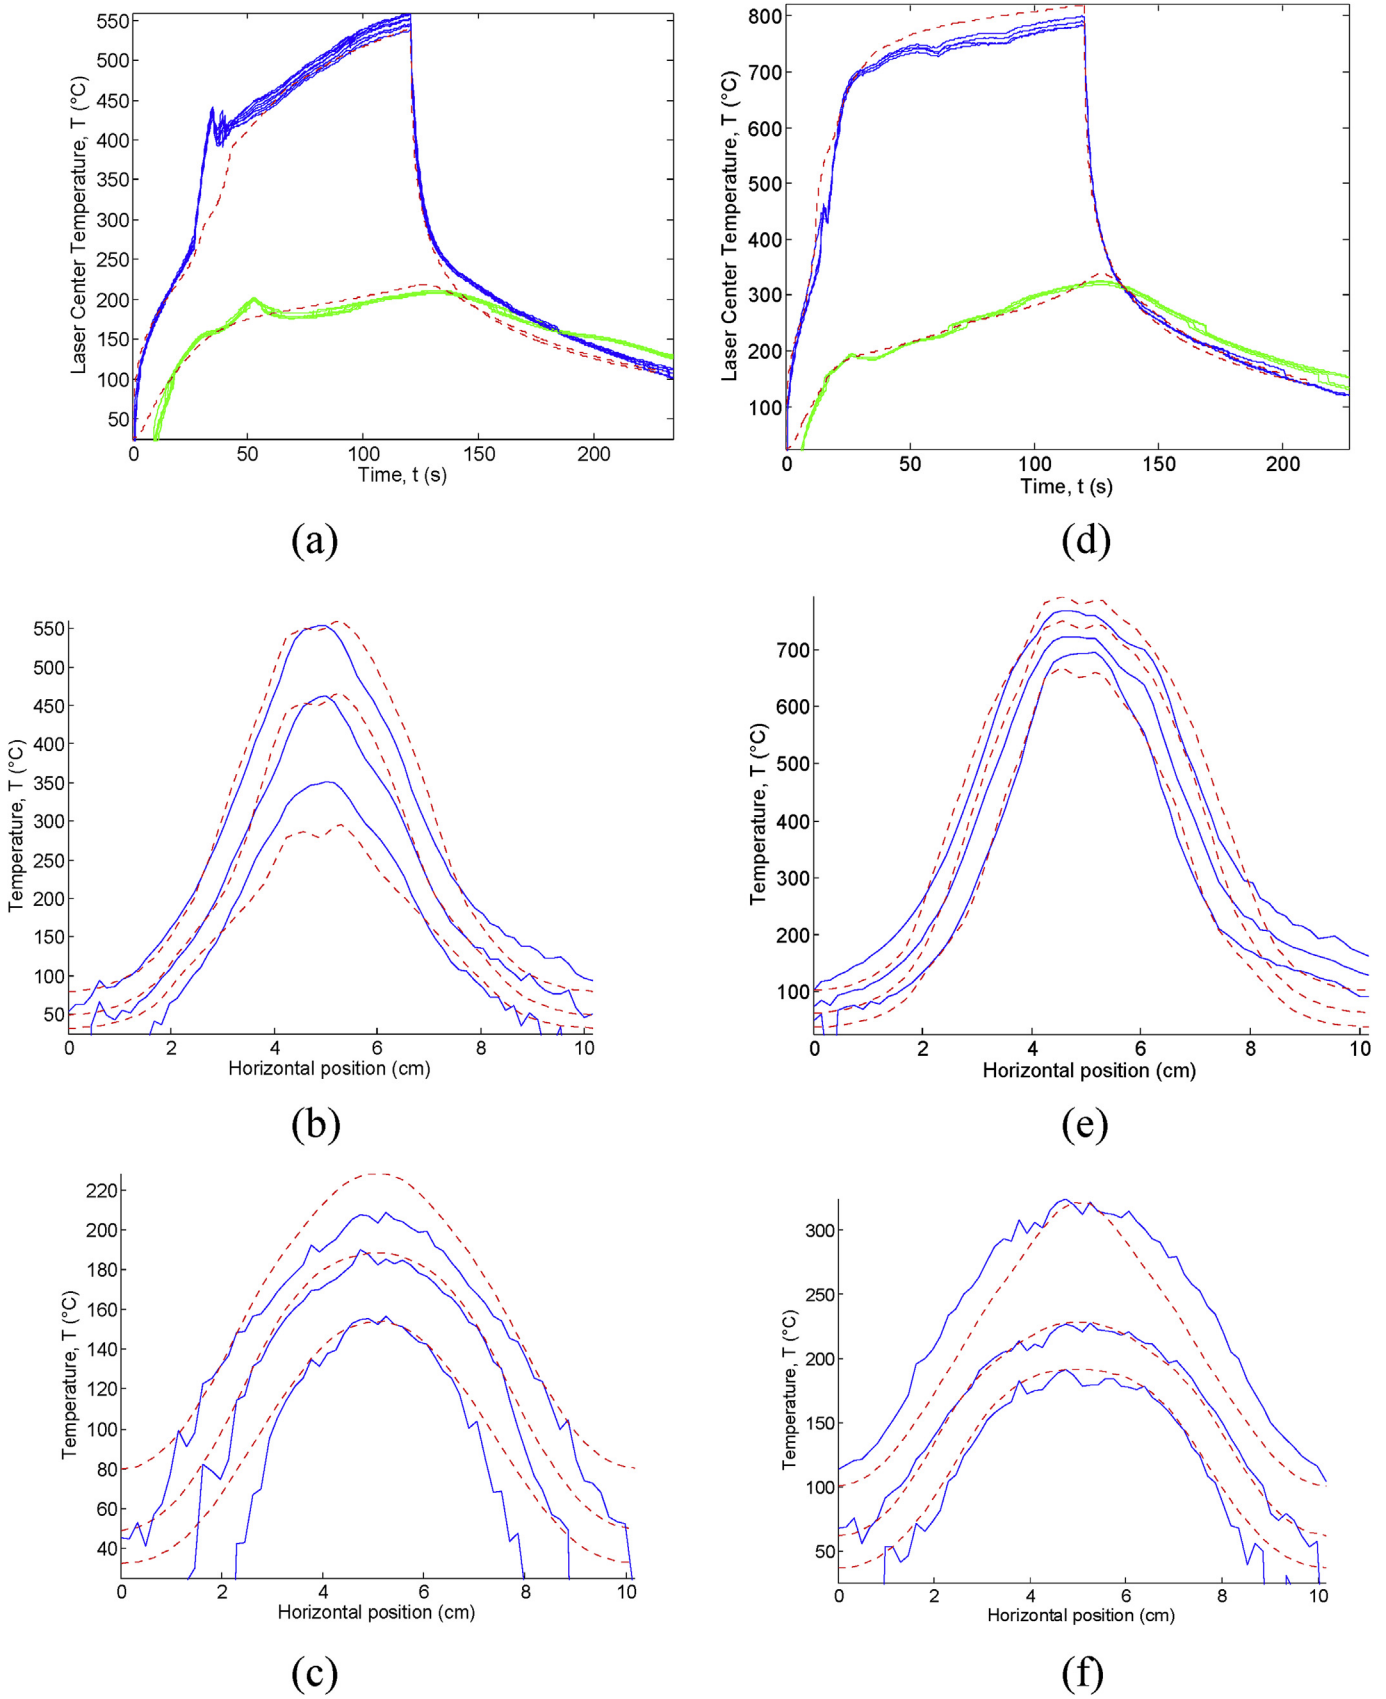 550
500
450
400
350
300
250
200
150
100
50
Laser Center Temperature, T (°C)
0 50 100 150 200
Time, t (s)
(a)
800
700
600
500
400
300
200
100
Laser Center Temperature, T (°C)
0 50 100 150 200
Time, t (s)
(d)
550
500
450
400
350
300
250
200
150
100
50
Temperature, T (°C)
0 2 4 6 8 10
Horizontal position (cm)
(b)
700
600
500
400
300
200
100
Temperature, T (°C)
0 2 4 6 8 10
Horizontal position (cm)
(e)
220
200
180
160
140
120
100
80
60
40
Temperature, T (°C)
0 2 4 6 8 10
Horizontal position (cm)
(c)
300
250
200
150
100
50
Temperature, T (°C)
0 2 4 6 8 10
Horizontal position (cm)
(f)